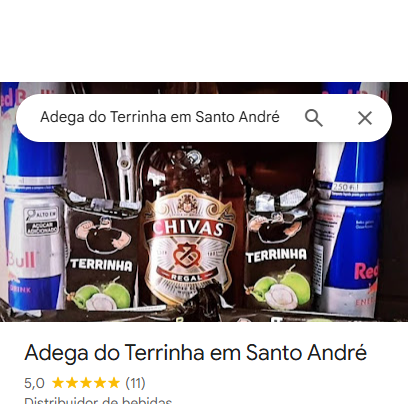 Adega do Terrinha em Santo André
Red Bull
250 ml
ALTO EM
AÇÚCAR
ADICIONADO
CHIVAS
REGAL
TERRINHA
TERRINHA
Bull
Red
Adega do Terrinha em Santo André
5,0 (11)
Distribuidor de bebidas